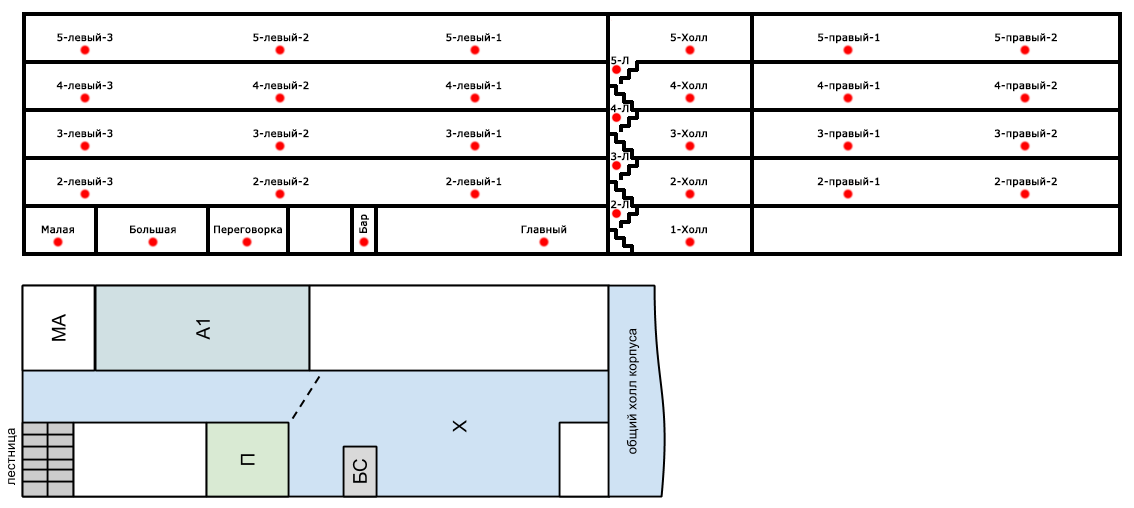 5-левый-3 5-левый-2 5-левый-1 5-Холл 5-правый-1 5-правый-2
5-Л
4-левый-3 4-левый-2 4-левый-1 4-Холл 4-правый-1 4-правый-2
4-Л
3-левый-3 3-левый-2 3-левый-1 3-Холл 3-правый-1 3-правый-2
3-Л
2-левый-3 2-левый-2 2-левый-1 2-Холл 2-правый-1 2-правый-2
2-Л
Малая Большая Переговорка Бар Главный 1-Холл
МА
А1
общий холл корпуса
Х
лестница
П
БС